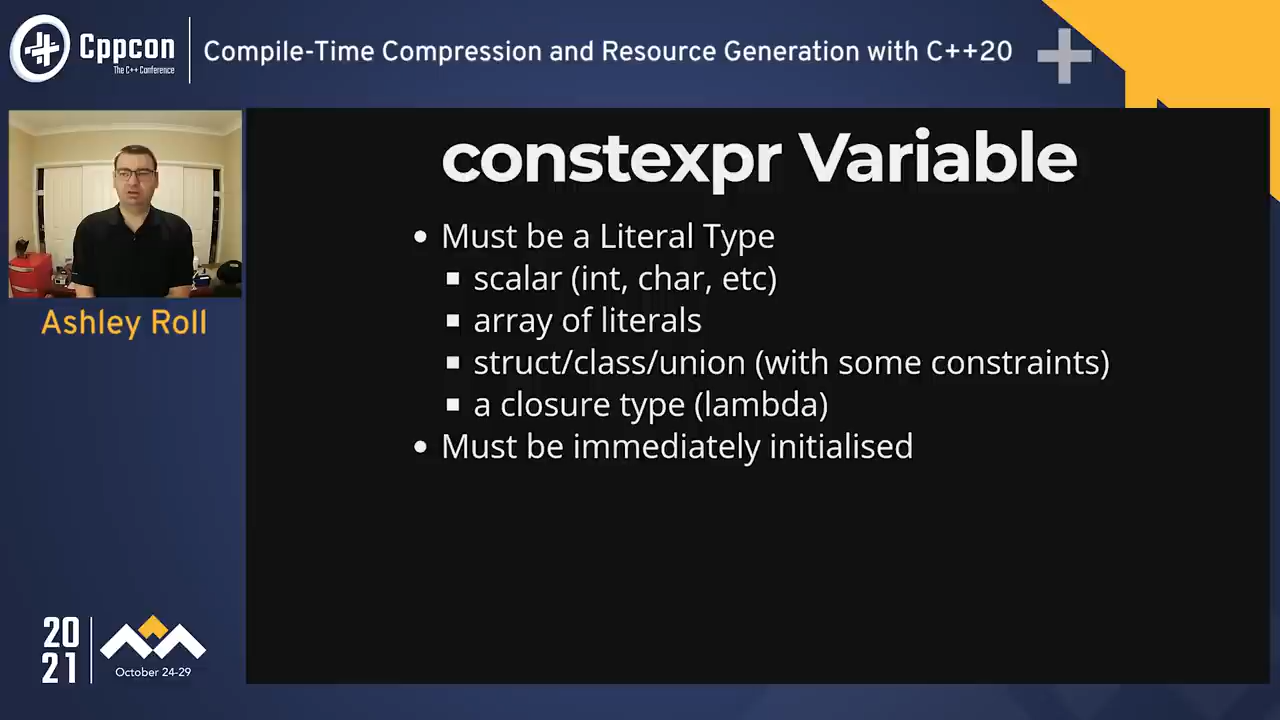 Cppcon
The C++ Conference
Compile-Time Compression and Resource Generation with C++20
constexpr Variable
Must be a Literal Type
scalar (int, char, etc)
array of literals
struct/class/union (with some constraints)
a closure type (lambda)
Must be immediately initialised
Ashley Roll
20
21
October 24-29